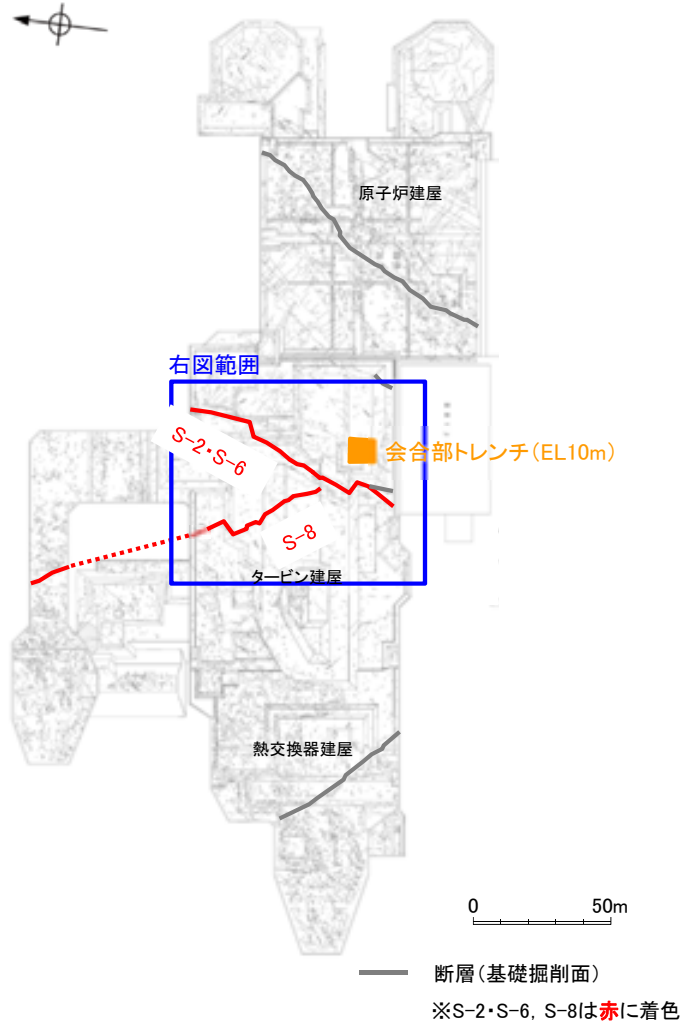 原子炉建屋
右図範囲
S-2・S-6
会合部トレンチ(EL10m)
S-8
タービン建屋
熱交換器建屋
0 50m
断層(基礎掘削面)
※S-2・S-6, S-8は赤に着色